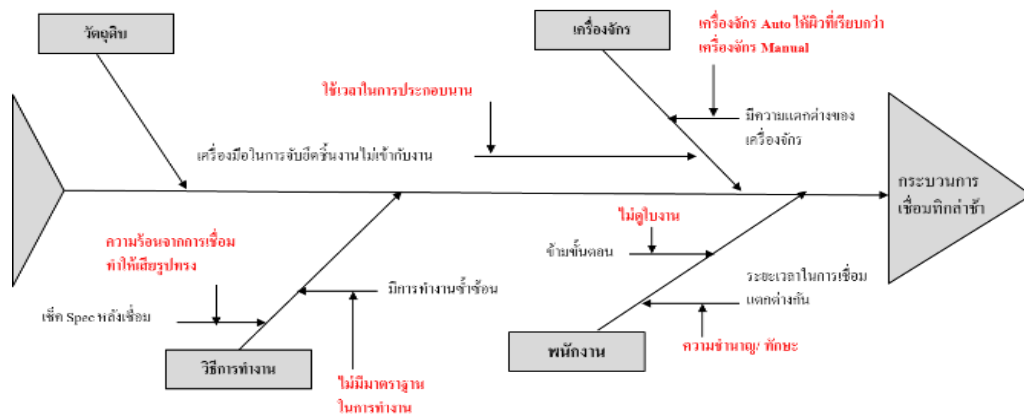 วัตถุดิบ
เครื่องจักร
เครื่องจักร Auto ให้ผิวที่เรียบกว่า
เครื่องจักร Manual
ใช้เวลาในการประกอบนาน
มีความแตกต่างของ
เครื่องจักร
เครื่องมือในการจับยึดชิ้นงานไม่เข้ากับงาน
กระบวนการ
เชื่อมทิกล่าช้า
ไม่ดูใบงาน
ความร้อนจากการเชื่อม
ทำให้เสียรูปทรง
ข้ามขั้นตอน
ระยะเวลาในการเชื่อม
แตกต่างกัน
มีการทำงานซ้ำซ้อน
เช็ค Spec หลังเชื่อม
วิธีการทำงาน
พนักงาน
ความชำนาญ/ ทักษะ
ไม่มีมาตราฐาน
ในการทำงาน